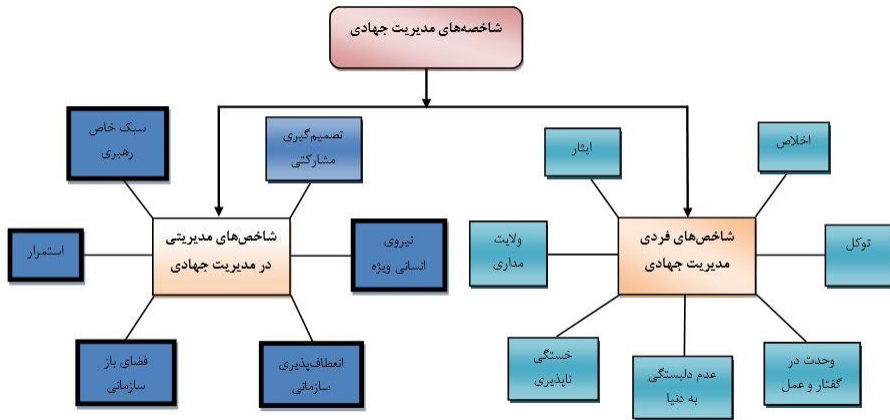 شاخصه‌های مدیریت جهادی
اخلاص
ایثار
توکل
شاخص‌های فردی
مدیریت جهادی
ولایت
مداری
وحدت در
گفتار و عمل
عدم دلبستگی
به دنیا
خستگی
ناپذیری
تصمیم‌گیری
مشارکتی
سبک خاص
رهبری
نیروی
انسانی ویژه
شاخص‌های مدیریتی
در مدیریت جهادی
استمرار
انعطاف‌پذیری
سازمانی
فضای باز
سازمانی